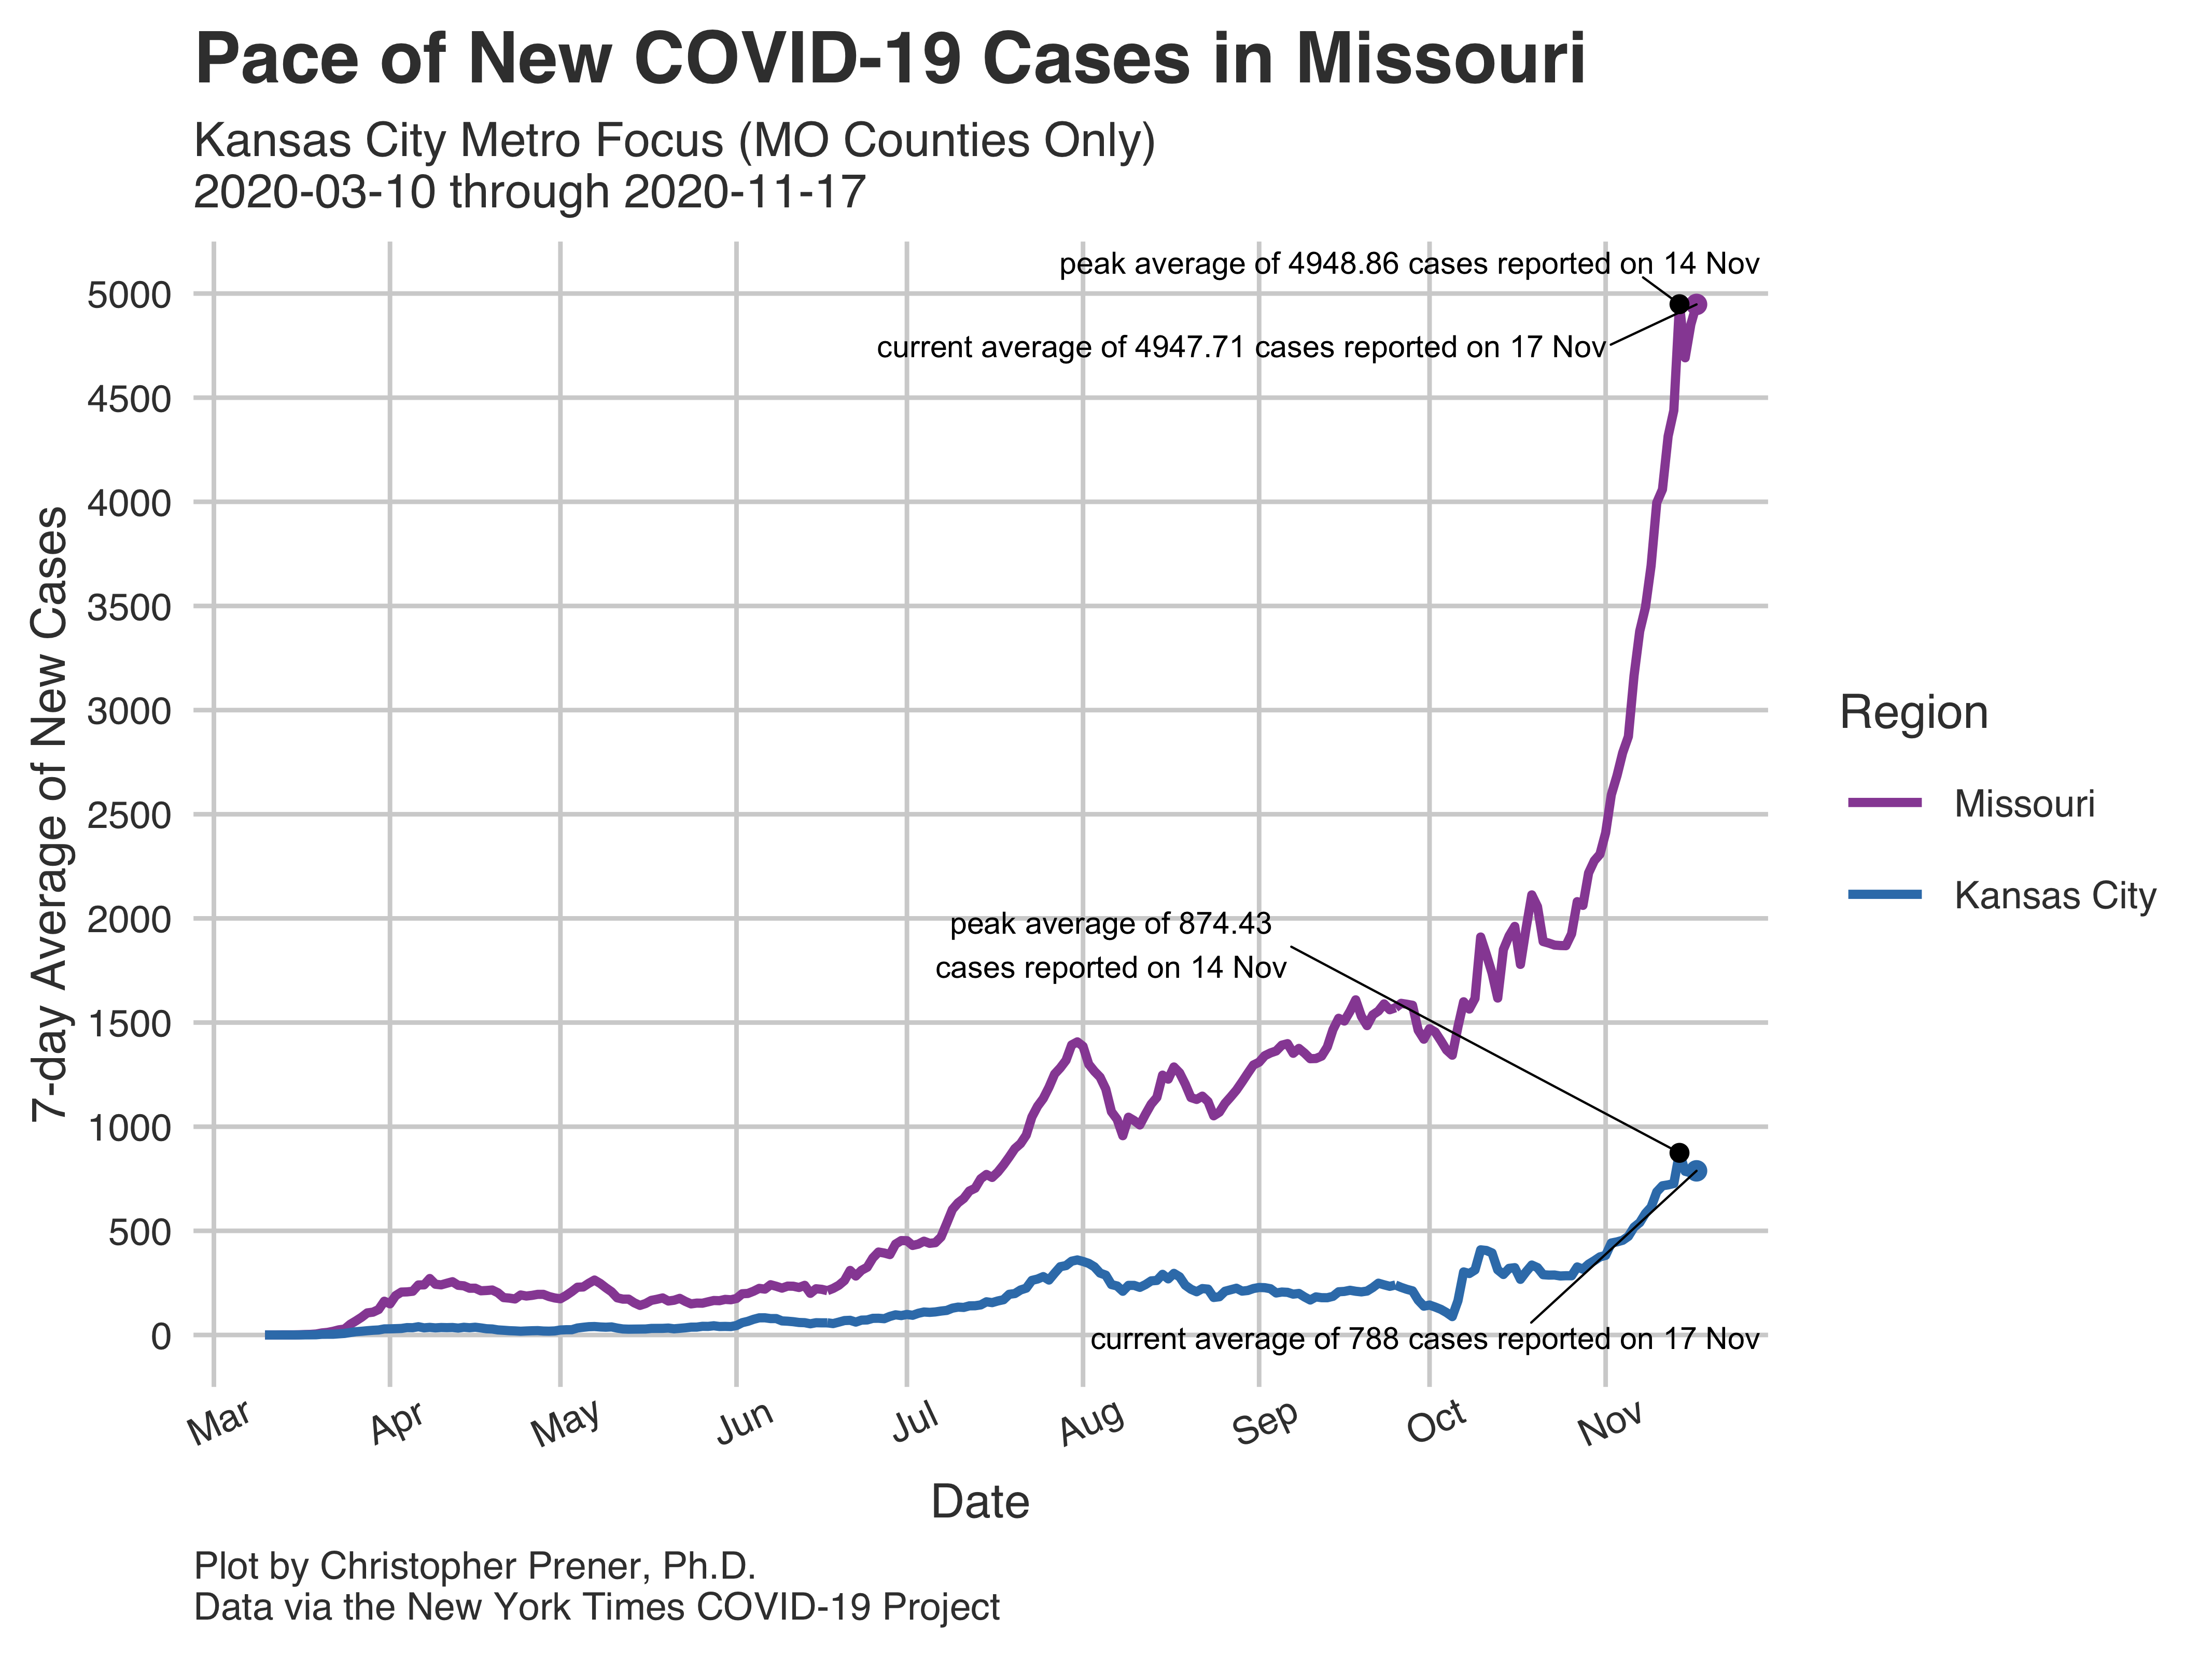 Pace of New COVID-19 Cases in Missouri
Kansas City Metro Focus (MO Counties Only)
2020-03-10 through 2020-11-17
peak average of 4948.86 cases reported on 14 Nov
current average of 4947.71 cases reported on 17 Nov
peak average of 874.43
cases reported on 14 Nov
current average of 788 cases reported on 17 Nov
7-day Average of New Cases
5000
4500
4000
3500
3000
2500
2000
1500
1000
500
0
Mar
Apr
May
Jun
Jul
Aug
Sep
Oct
Nov
Date
Region
Missouri
Kansas City
Plot by Christopher Prener, Ph.D.
Data via the New York Times COVID-19 Project